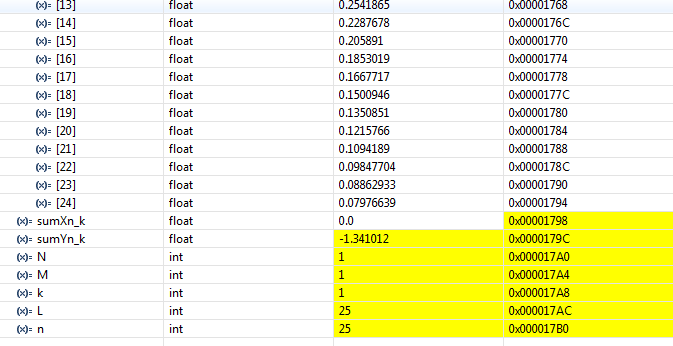 (x)= [13] float 0.2541865 0x00001768
(x)= [14] float 0.2287678 0x0000176C
(x)= [15] float 0.205891 0x00001770
(x)= [16] float 0.1853019 0x00001774
(x)= [17] float 0.1667717 0x00001778
(x)= [18] float 0.1500946 0x0000177C
(x)= [19] float 0.1350851 0x00001780
(x)= [20] float 0.1215766 0x00001784
(x)= [21] float 0.1094189 0x00001788
(x)= [22] float 0.09847704 0x0000178C
(x)= [23] float 0.08862933 0x00001790
(x)= [24] float 0.07976639 0x00001794
(x)= sumXn_k float 0.0 0x00001798
(x)= sumYn_k float -1.341012 0x0000179C
(x)= N int 1 0x000017A0
(x)= M int 1 0x000017A4
(x)= k int 1 0x000017A8
(x)= L int 25 0x000017AC
(x)= n int 25 0x000017B0